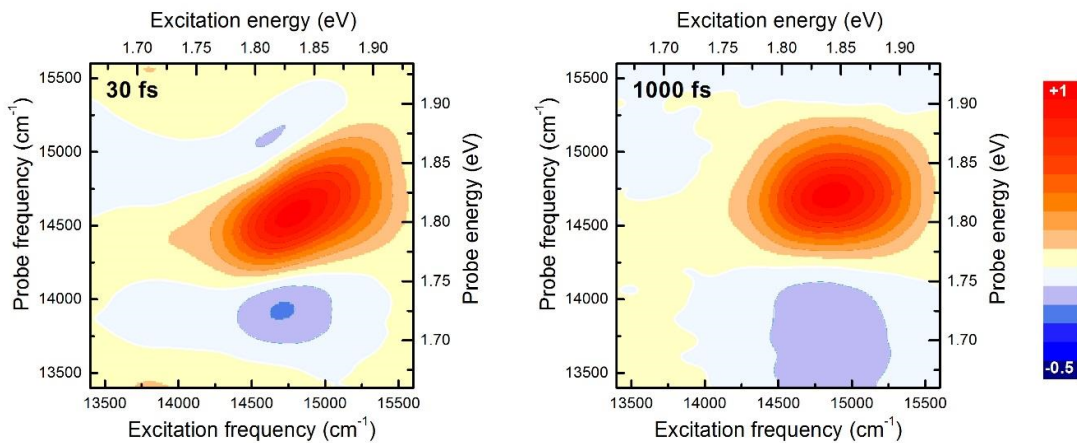 Excitation energy (eV)
1.70 1.75 1.80 1.85 1.90
30 fs
Probe frequency (cm⁻¹)
15500
15000
14500
14000
13500
Probe energy (eV)
1.90
1.85
1.80
1.75
1.70
13500 14000 14500 15000 15500
Excitation frequency (cm⁻¹)
Excitation energy (eV)
1.70 1.75 1.80 1.85 1.90
1000 fs
Probe frequency (cm⁻¹)
15500
15000
14500
14000
13500
Probe energy (eV)
1.90
1.85
1.80
1.75
1.70
13500 14000 14500 15000 15500
Excitation frequency (cm⁻¹)
+1
-0.5